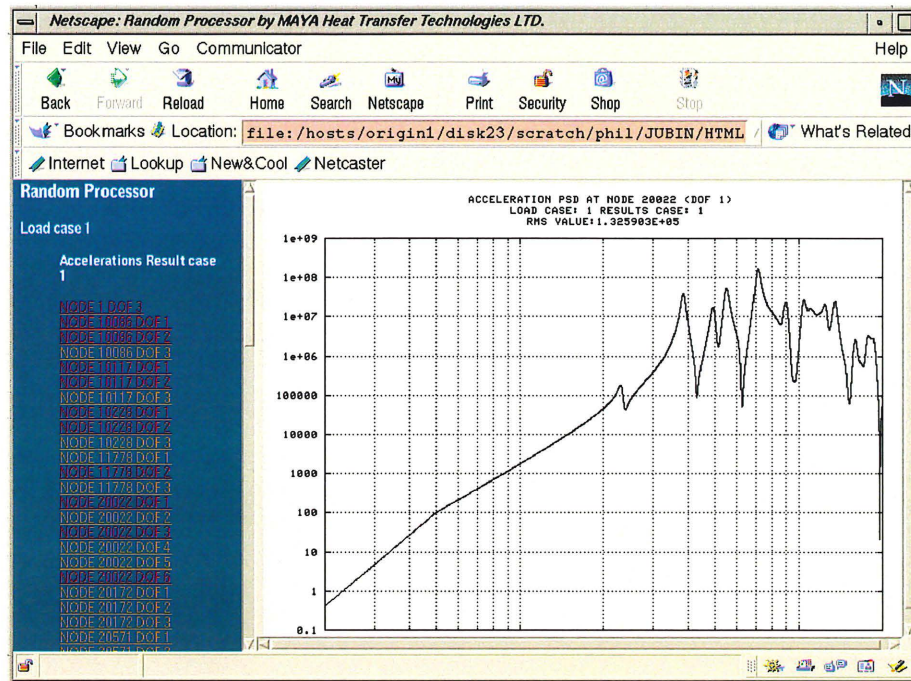 Netscape: Random Processor by MAYA Heat Transfer Technologies LTD.
File Edit View Go Communicator Help
Back Forward Reload Home Search Netscape Print Security Shop Stop
My
N
Bookmarks Location: file:/hosts/origin1/disk23/scratch/phil/JUBIN/HTML What's Related
Internet Lookup New&Cool Netcaster
Random Processor
Load case 1
Accelerations Result case
1
NODE 1 DOF 3
NODE 10086 DOF 1
NODE 10086 DOF 2
NODE 10086 DOF 3
NODE 10117 DOF 1
NODE 10117 DOF 2
NODE 10117 DOF 3
NODE 10228 DOF 1
NODE 10228 DOF 2
NODE 10228 DOF 3
NODE 11778 DOF 1
NODE 11778 DOF 2
NODE 11778 DOF 3
NODE 20022 DOF 1
NODE 20022 DOF 2
NODE 20022 DOF 3
NODE 20022 DOF 4
NODE 20022 DOF 5
NODE 20022 DOF 6
NODE 20172 DOF 1
NODE 20172 DOF 2
NODE 20172 DOF 3
NODE 20571 DOF 1
NODE 20571 DOF 2
ACCELERATION PSD AT NODE 20022 (DOF 1)
LOAD CASE: 1 RESULTS CASE: 1
RMS VALUE:1.325903E+05
1e+09
1e+08
1e+07
1e+06
100000
10000
1000
100
10
1
0.1